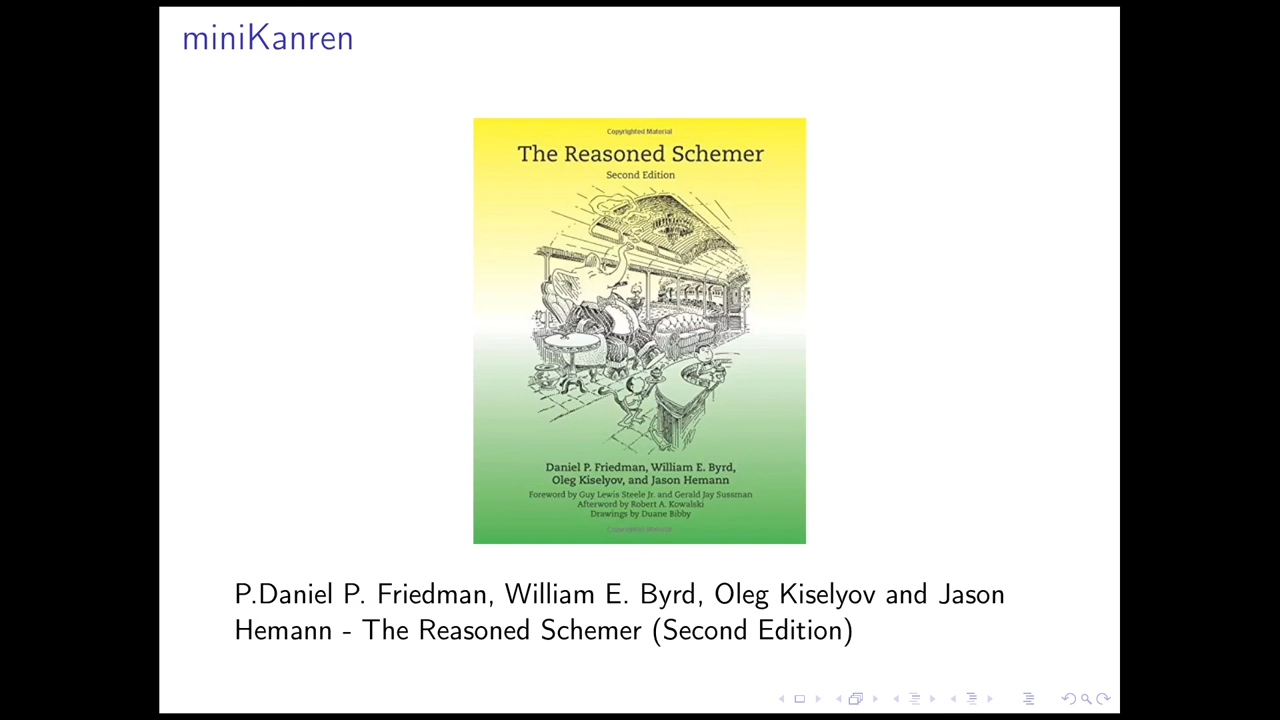 miniKanren
Copyrighted Material
The Reasoned Schemer
Second Edition
Daniel P. Friedman, William E. Byrd,
Oleg Kiselyov, and Jason Hemann
Foreword by Guy Lewis Steele Jr. and Gerald Jay Sussman
Afterword by Robert A. Kowalski
Drawings by Duane Bibby
Copyrighted Material
P.Daniel P. Friedman, William E. Byrd, Oleg Kiselyov and Jason
Hemann - The Reasoned Schemer (Second Edition)